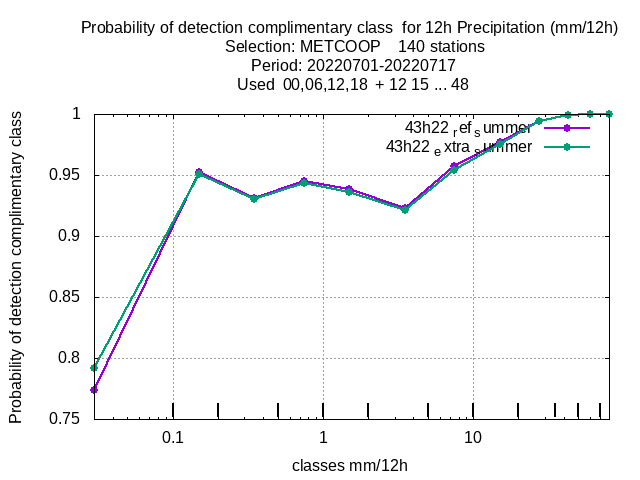 Probability of detection complimentary class  for 12h Precipitation (mm/12h)
Selection: METCOOP    140 stations
Period: 20220701-20220717
Used  00,06,12,18  + 12 15 ... 48
Probability of detection complimentary class
1
0.95
0.9
0.85
0.8
0.75
43h22 ref summer
43h22 extra summer
0.1
1
10
classes mm/12h